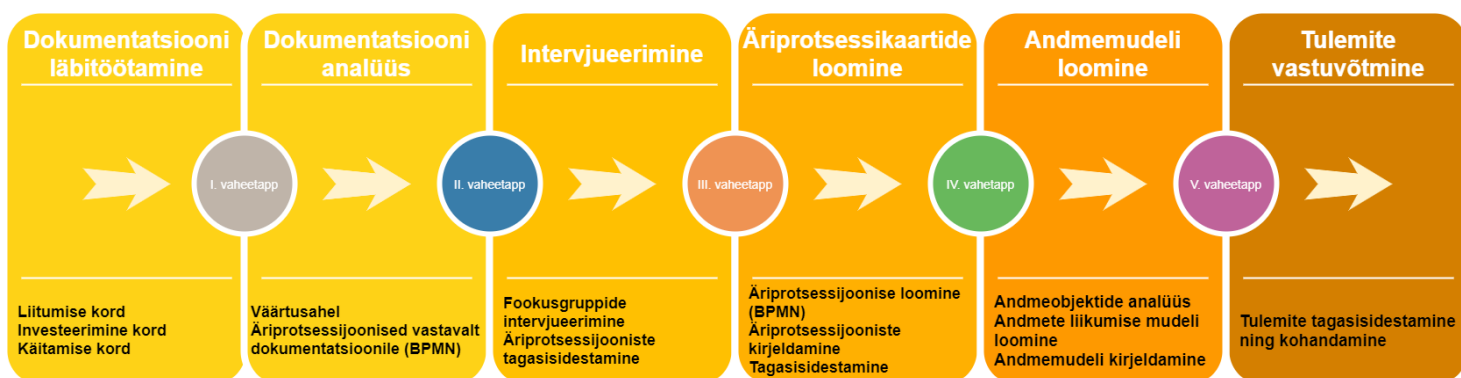 Dokumentatsiooni
läbitöötamine
Dokumentatsiooni
analüüs
Intervjueerimine
Äriprotsessikaartide
loomine
Andmemudeli
loomine
Tulemite
vastuvõtmine
I. vaheetapp
II. vaheetapp
III. vaheetapp
IV. vahetapp
V. vaheetapp
Liitumise kord
Investeerimine kord
Käitamise kord
Väärtusahel
Äriprotsessijoonised vastavalt
dokumentatsioonile (BPMN)
Fookusgruppide
intervjueerimine
Äriprotsessijooniste
tagasisidestamine
Äriprotsessijoonise loomine
(BPMN)
Äriprotsessijooniste
kirjeldamine
Tagasisidestamine
Andmeobjektide analüüs
Andmete liikumise mudeli
loomine
Andmemudeli kirjeldamine
Tulemite tagasisidestamine
ning kohandamine